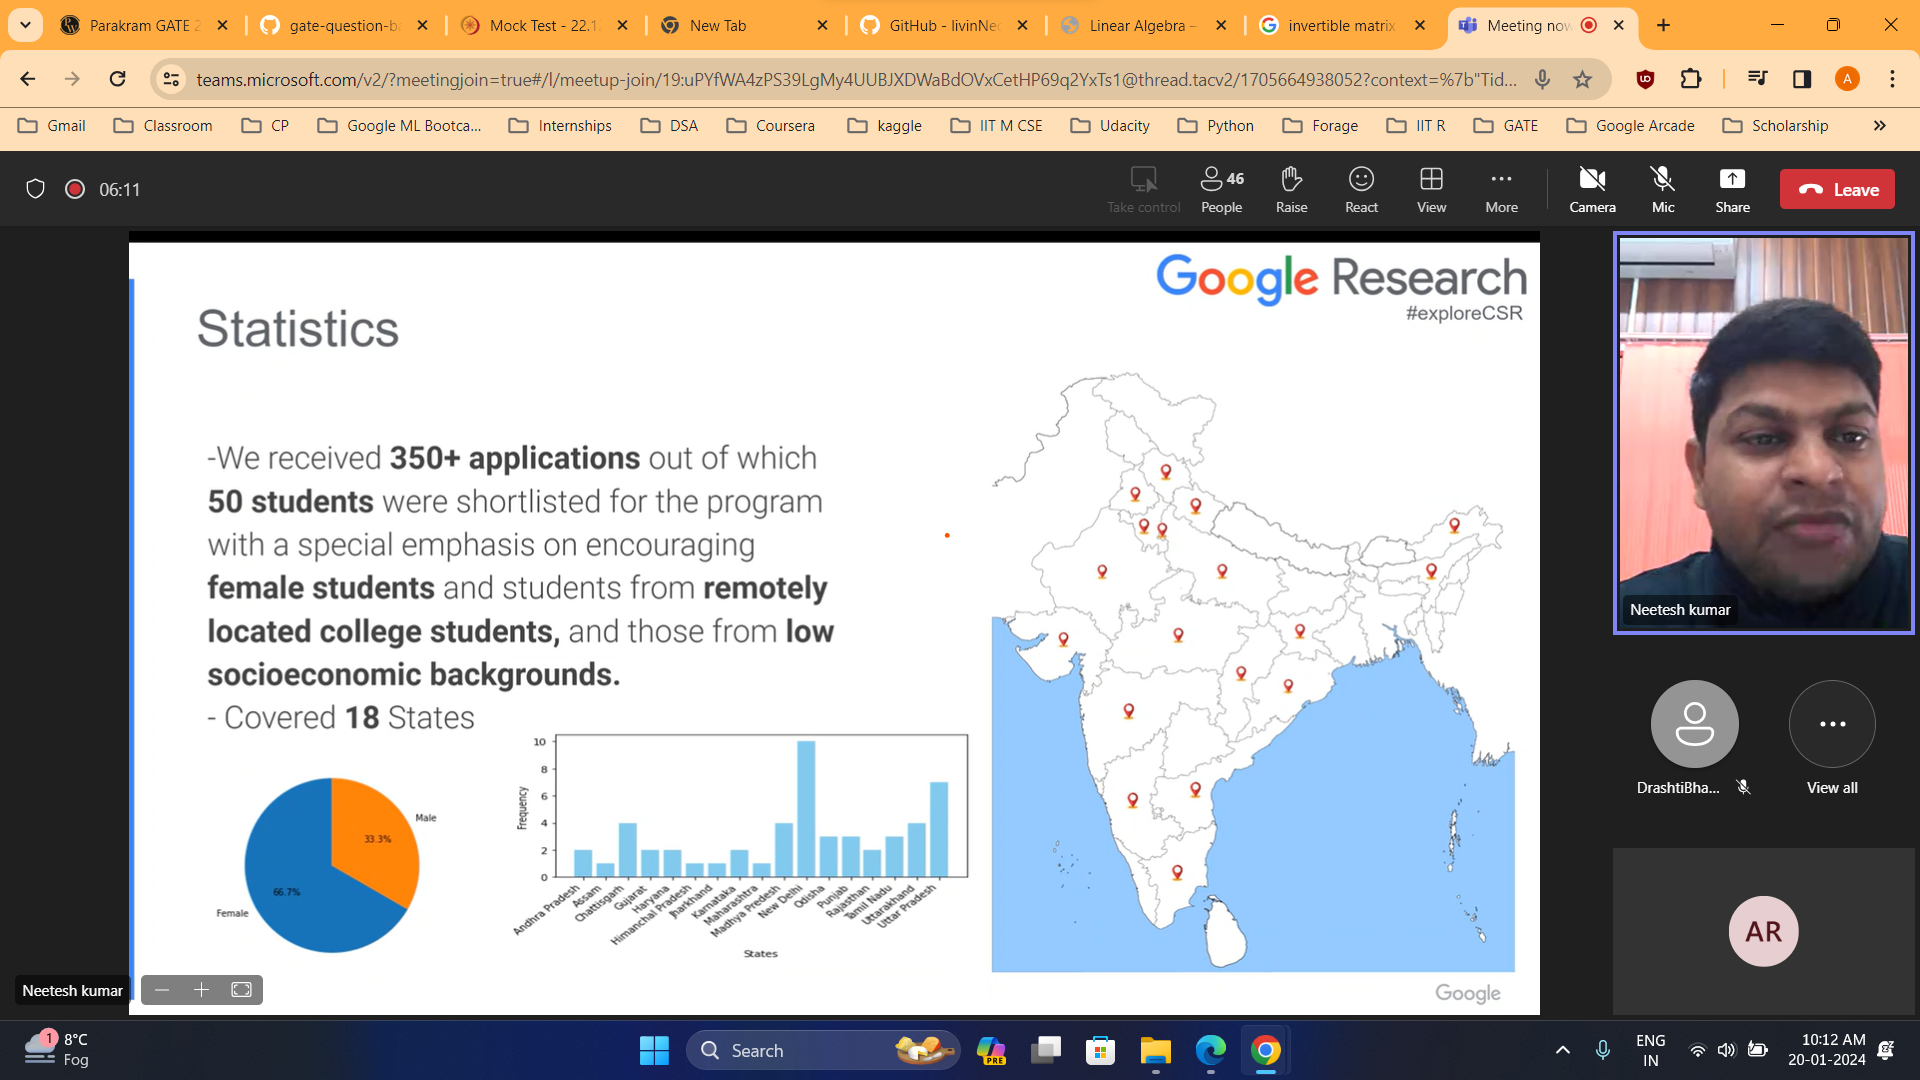 Parakram GATE 2
gate-question-ba
Mock Test - 22.1
New Tab
GitHub - livinNec
Linear Algebra –
invertible matrix
Meeting now
teams.microsoft.com/v2/?meetingjoin=true#/l/meetup-join/19:uPYfWA4zPS39LgMy4UUBJXDWaBdOVxCetHP69q2YxTs1@thread.tacv2/1705664938052?context=%7b"Tid...
A
Gmail
Classroom
CP
Google ML Bootca...
Internships
DSA
Coursera
kaggle
IIT M CSE
Udacity
Python
Forage
IIT R
GATE
Google Arcade
Scholarship
»
06:11
Take control
46
People
Raise
React
View
More
Camera
Mic
Share
Leave
Google Research
#exploreCSR
Statistics
-We received 350+ applications out of which
50 students were shortlisted for the program
with a special emphasis on encouraging
female students and students from remotely
located college students, and those from low
socioeconomic backgrounds.
- Covered 18 States
Male
33.3%
66.7%
Female
10
8
6
4
2
0
Frequency
Andhra Pradesh
Assam
Chattisgarh
Gujarat
Haryana
Himanchal Pradesh
Jharkhand
Karnataka
Maharashtra
Madhya Predesh
New Delhi
Odisha
Punjab
Rajasthan
Tamil Nadu
Uttarakhand
Uttar Pradesh
States
Google
Neetesh kumar
Neetesh kumar
DrashtiBha...
View all
AR
1
8°C
Fog
Search
PRE
ENG
IN
10:12 AM
20-01-2024